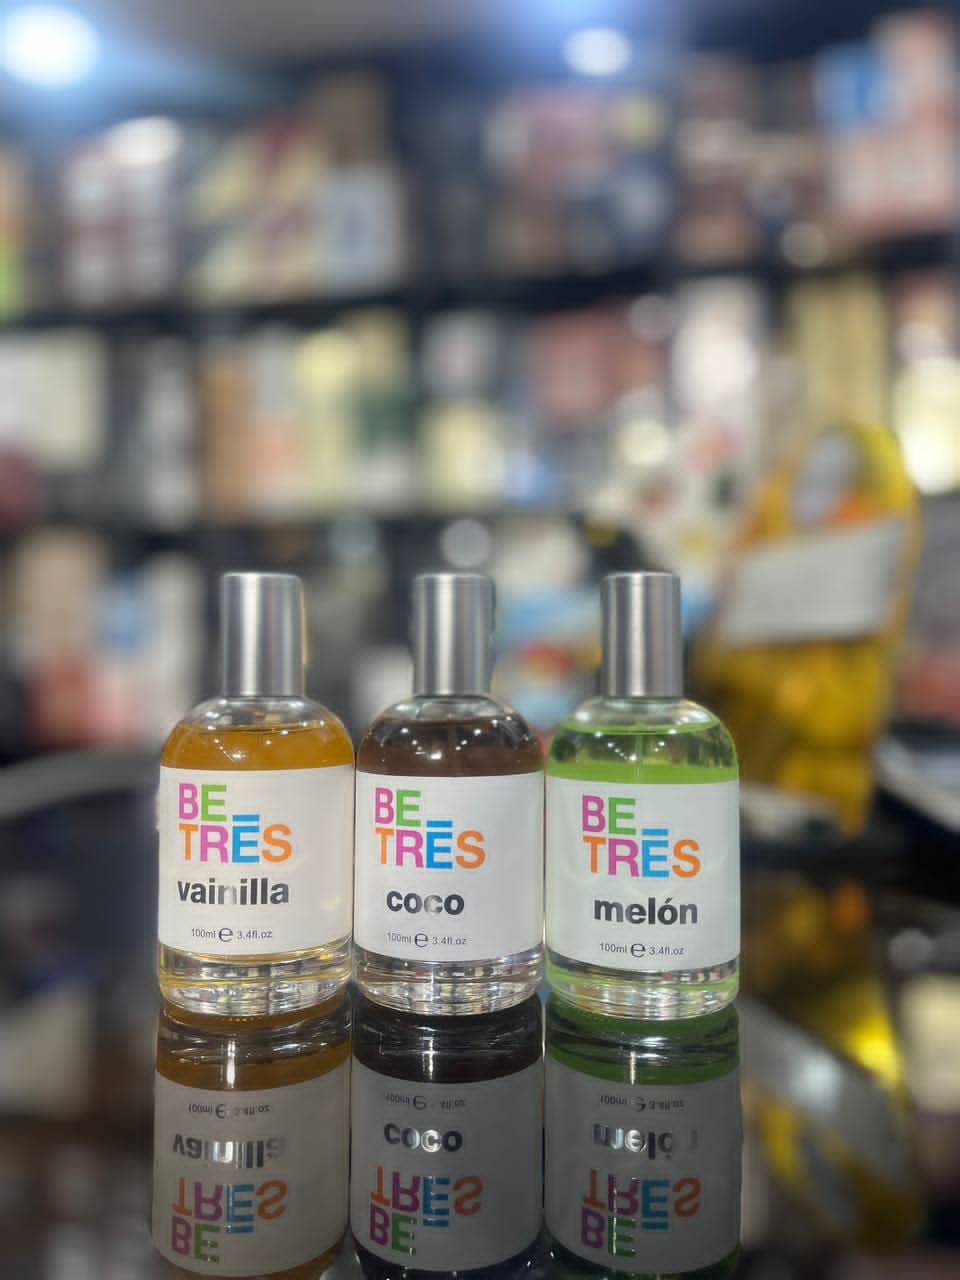 BE
TRĒS
vainilla
100ml ℮ 3.4fl.oz
BE
TRĒS
coco
100ml ℮ 3.4fl.oz
BE
TRĒS
melón
100ml ℮ 3.4fl.oz